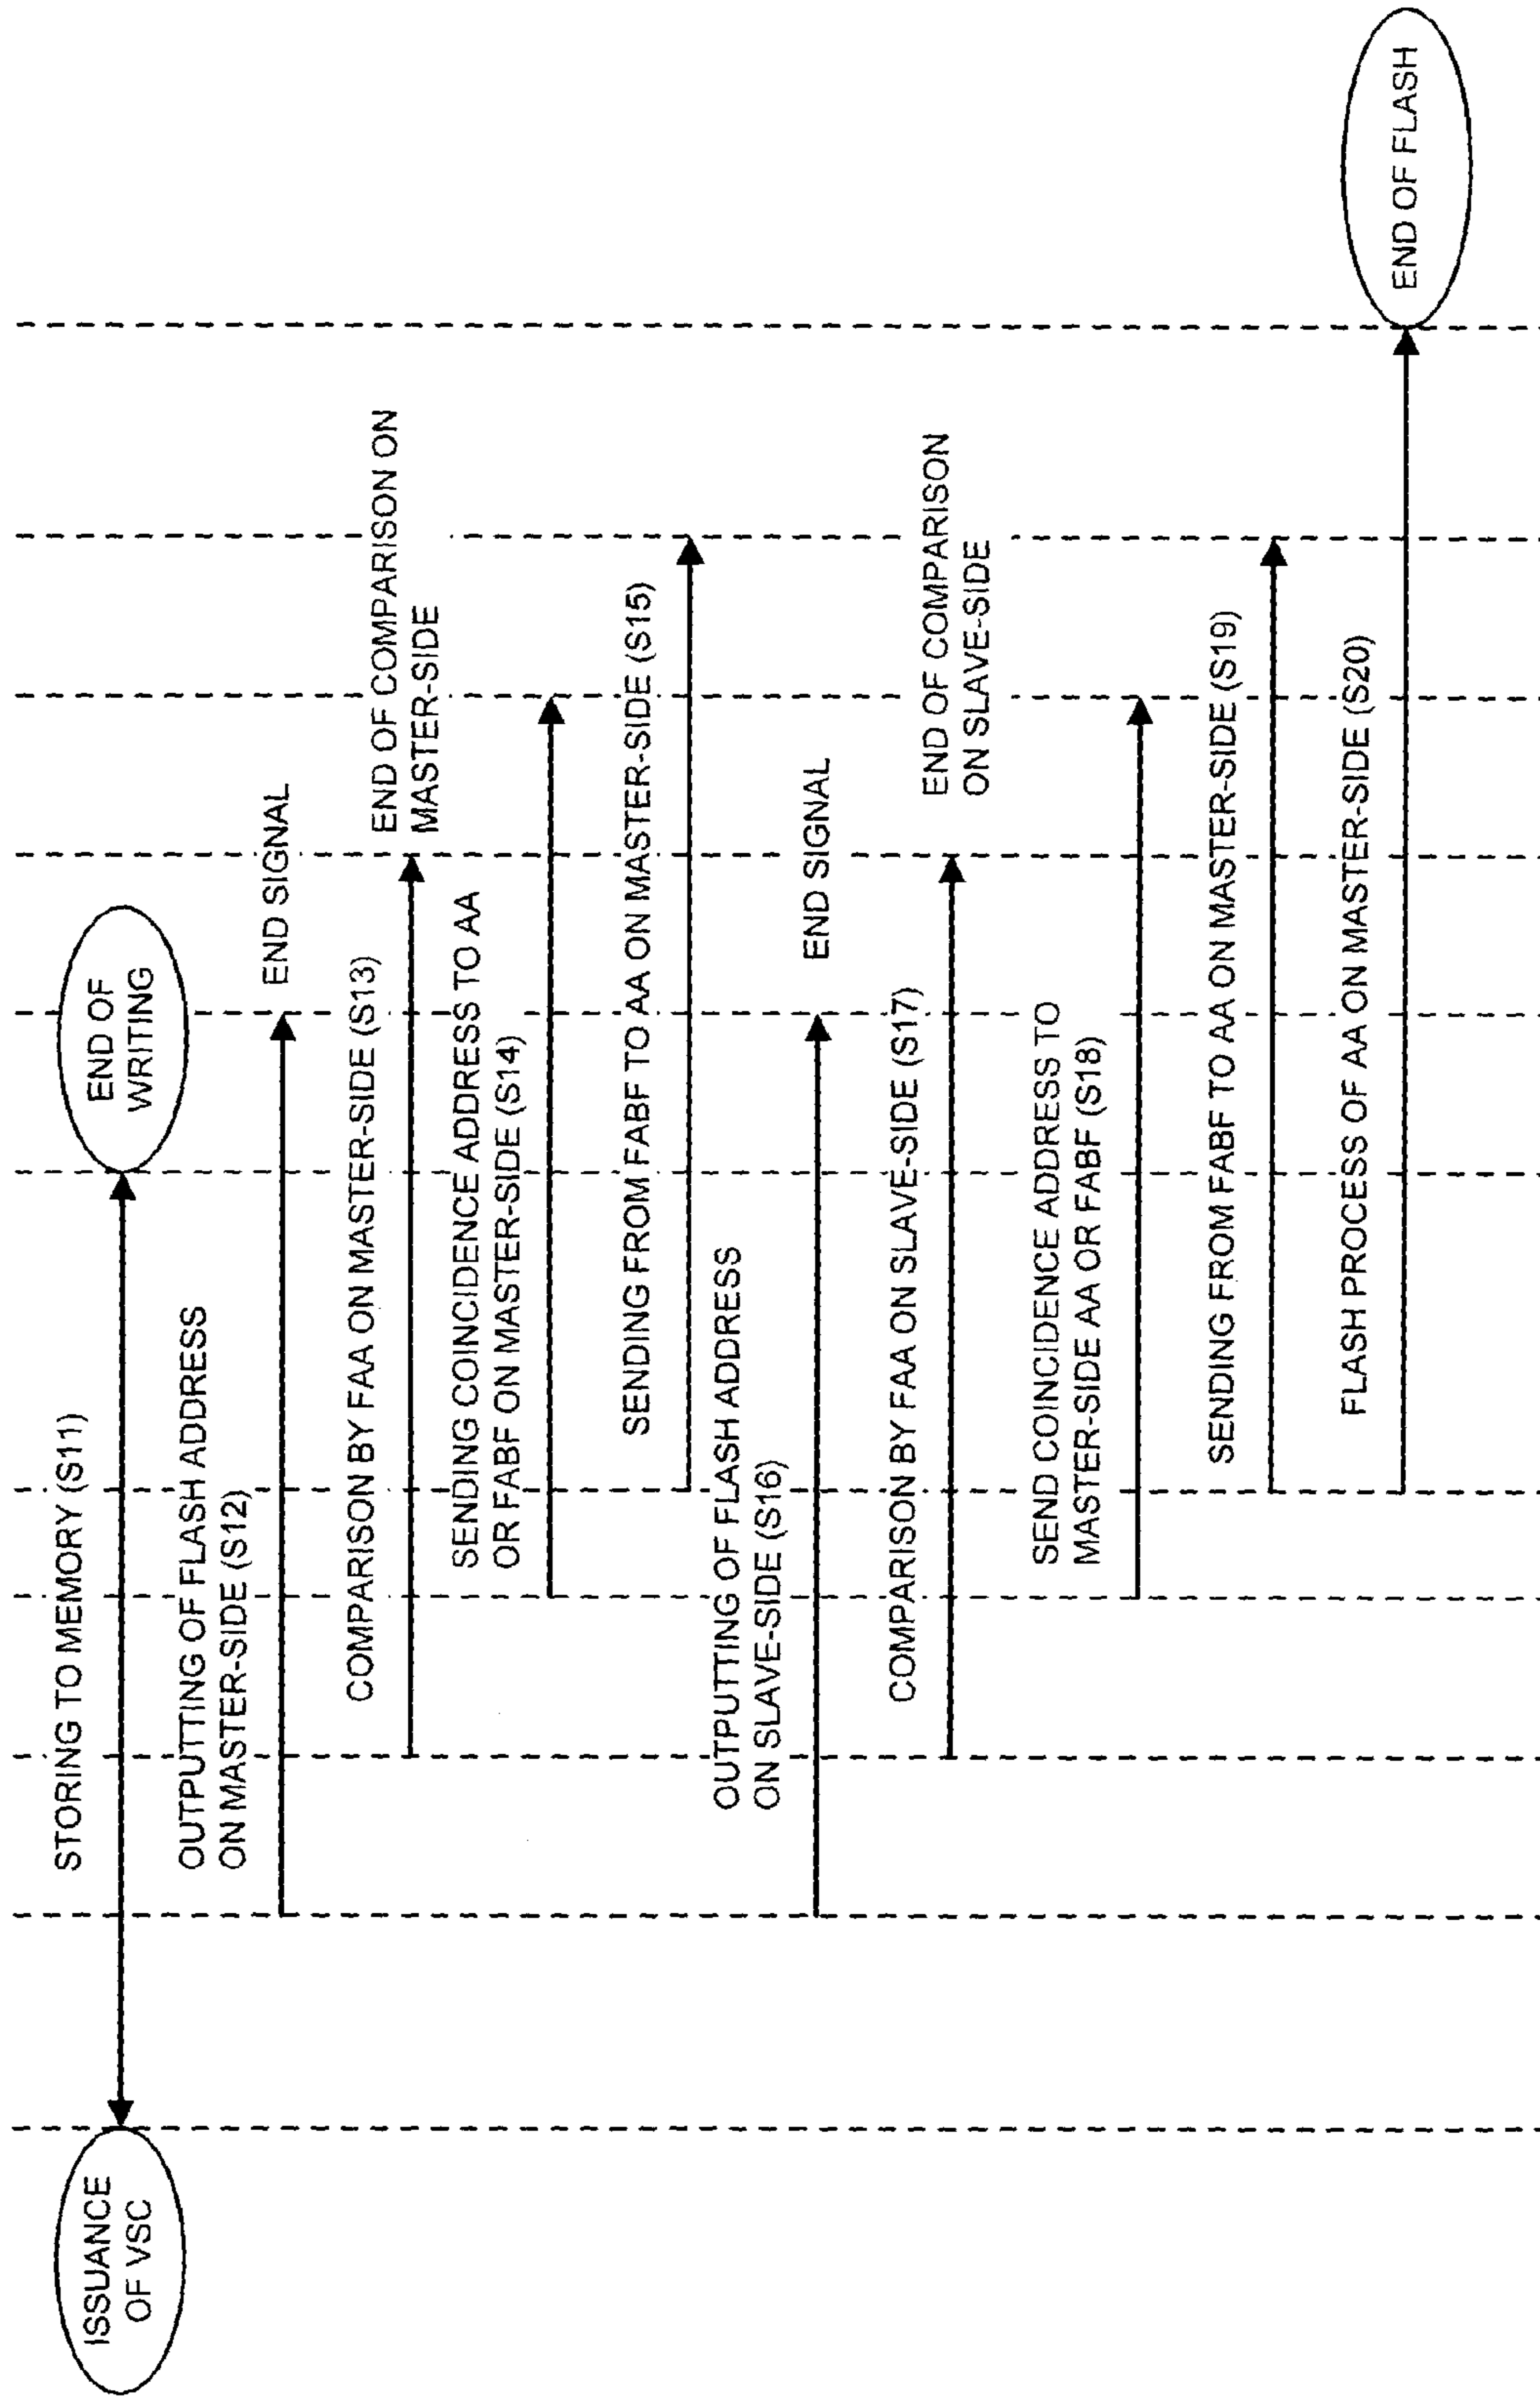 ISSUANCE
OF VSC
STORING TO MEMORY (S11)
END OF
WRITING
OUTPUTTING OF FLASH ADDRESS
ON MASTER-SIDE (S12)
END SIGNAL
COMPARISON BY FAA ON MASTER-SIDE (S13)
END OF COMPARISON ON
MASTER-SIDE
SENDING COINCIDENCE ADDRESS TO AA
OR FABF ON MASTER-SIDE (S14)
SENDING FROM FABF TO AA ON MASTER-SIDE (S15)
OUTPUTTING OF FLASH ADDRESS
ON SLAVE-SIDE (S16)
END SIGNAL
COMPARISON BY FAA ON SLAVE-SIDE (S17)
END OF COMPARISON
ON SLAVE-SIDE
SEND COINCIDENCE ADDRESS TO
MASTER-SIDE AA OR FABF (S18)
SENDING FROM FABF TO AA ON MASTER-SIDE (S19)
FLASH PROCESS OF AA ON MASTER-SIDE (S20)
END OF FLASH